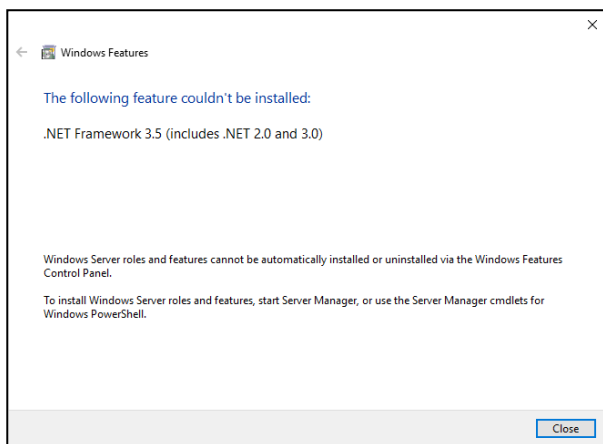 Windows Features
The following feature couldn't be installed:
.NET Framework 3.5 (includes .NET 2.0 and 3.0)
Windows Server roles and features cannot be automatically installed or uninstalled via the Windows Features
Control Panel.
To install Windows Server roles and features, start Server Manager, or use the Server Manager cmdlets for
Windows PowerShell.
Close